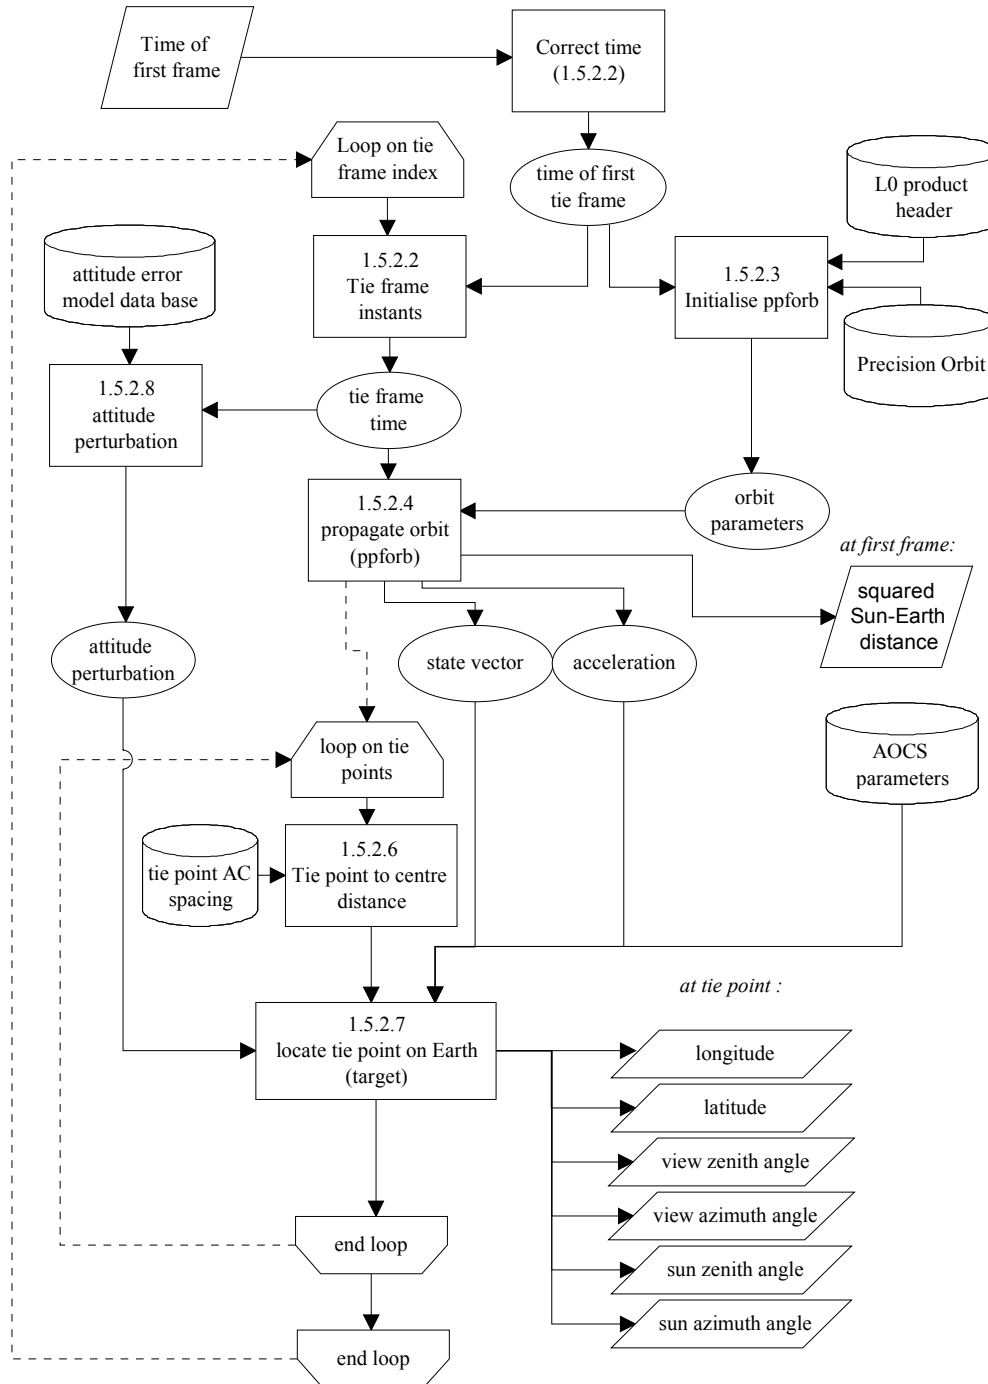 Time of
first frame
Correct time
(1.5.2.2)
Loop on tie
frame index
time of first
tie frame
L0 product
header
attitude error
model data base
1.5.2.2
Tie frame
instants
1.5.2.3
Initialise ppforb
Precision Orbit
1.5.2.8
attitude
perturbation
tie frame
time
1.5.2.4
propagate orbit
(ppforb)
orbit
parameters
at first frame:
squared
Sun-Earth
distance
attitude
perturbation
state vector
acceleration
loop on tie
points
AOCS
parameters
tie point AC
spacing
1.5.2.6
Tie point to centre
distance
at tie point :
1.5.2.7
locate tie point on Earth
(target)
longitude
latitude
view zenith angle
view azimuth angle
sun zenith angle
sun azimuth angle
end loop
end loop